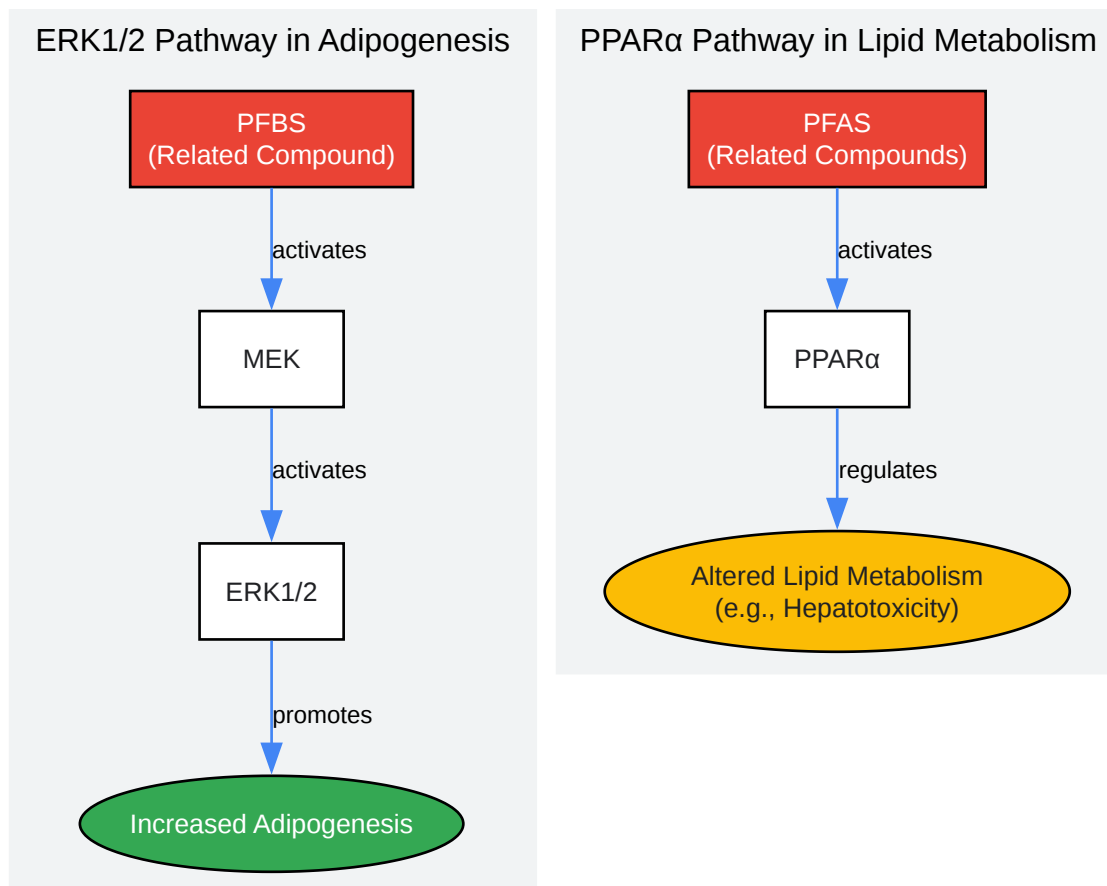 ERK1/2 Pathway in Adipogenesis
PFBS
(Related Compound)
activates
MEK
activates
ERK1/2
promotes
Increased Adipogenesis
PPARα Pathway in Lipid Metabolism
PFAS
(Related Compounds)
activates
PPARα
regulates
Altered Lipid Metabolism
(e.g., Hepatotoxicity)